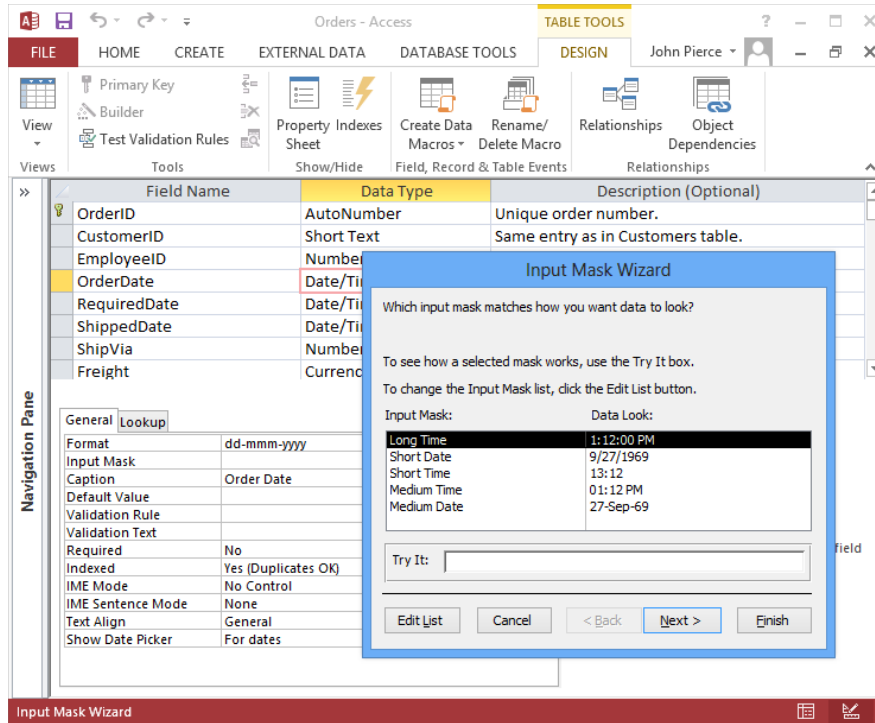 Orders - Access
TABLE TOOLS
?
FILE
HOME
CREATE
EXTERNAL DATA
DATABASE TOOLS
DESIGN
John Pierce
View
Primary Key
Builder
Test Validation Rules
Property Sheet
Indexes
Create Data Macros
Rename/ Delete Macro
Relationships
Object Dependencies
Views
Tools
Show/Hide
Field, Record & Table Events
Relationships
Field Name Data Type Description (Optional)
OrderID AutoNumber Unique order number.
CustomerID Short Text Same entry as in Customers table.
EmployeeID Number
OrderDate Date/Ti
RequiredDate Date/Ti
ShippedDate Date/Ti
ShipVia Number
Freight Currenc
Navigation Pane
General Lookup
Format dd-mmm-yyyy
Input Mask
Caption Order Date
Default Value
Validation Rule
Validation Text
Required No
Indexed Yes (Duplicates OK)
IME Mode No Control
IME Sentence Mode None
Text Align General
Show Date Picker For dates
field
Input Mask Wizard
Which input mask matches how you want data to look?
To see how a selected mask works, use the Try It box.
To change the Input Mask list, click the Edit List button.
Input Mask: Data Look:
Long Time 1:12:00 PM
Short Date 9/27/1969
Short Time 13:12
Medium Time 01:12 PM
Medium Date 27-Sep-69
Try It:
Edit List Cancel < Back Next > Finish
Input Mask Wizard